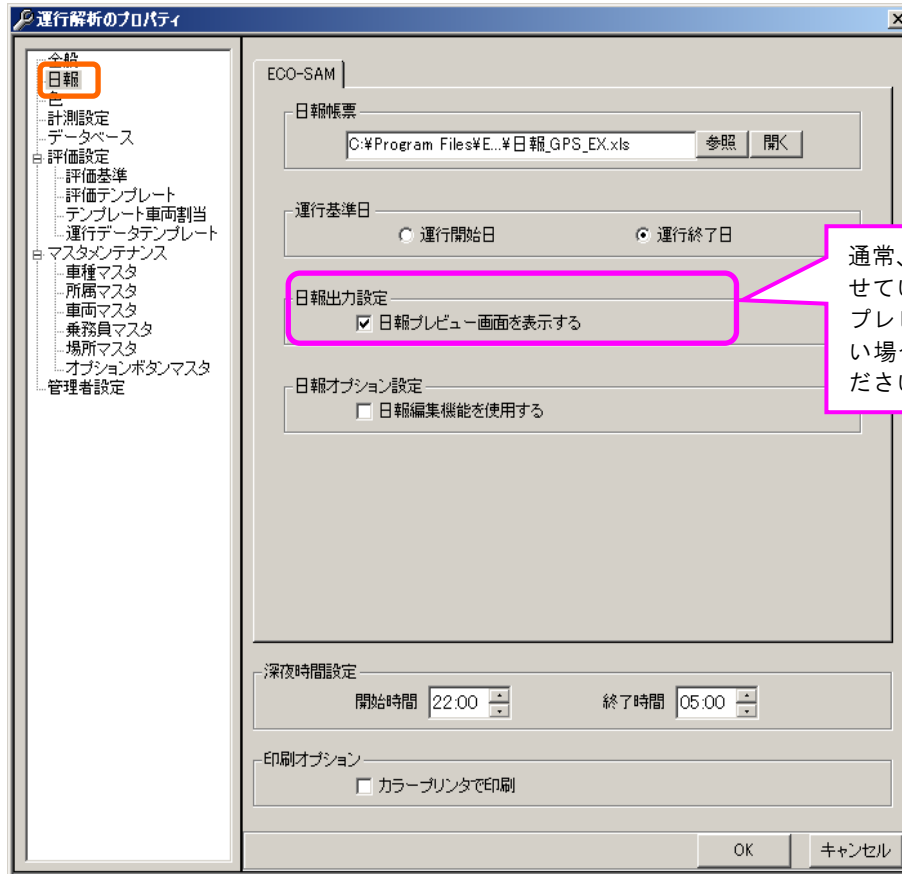 運行解析のプロパティ
全般
日報
色
計測設定
データベース
評価設定
評価基準
評価テンプレート
テンプレート車両割当
運行データテンプレート
マスタメンテナンス
車種マスタ
所属マスタ
車両マスタ
乗務員マスタ
場所マスタ
オプションボタンマスタ
管理者設定
ECO-SAM
日報帳票
C:¥Program Files¥E...¥日報_GPS_EX.xls 参照 開く
運行基準日
運行開始日 運行終了日
日報出力設定
日報プレビュー画面を表示する
日報オプション設定
日報編集機能を使用する
通常、
せてい
プレビ
い場
ださい
深夜時間設定
開始時間 22:00 終了時間 05:00
印刷オプション
カラープリンタで印刷
OK キャンセル